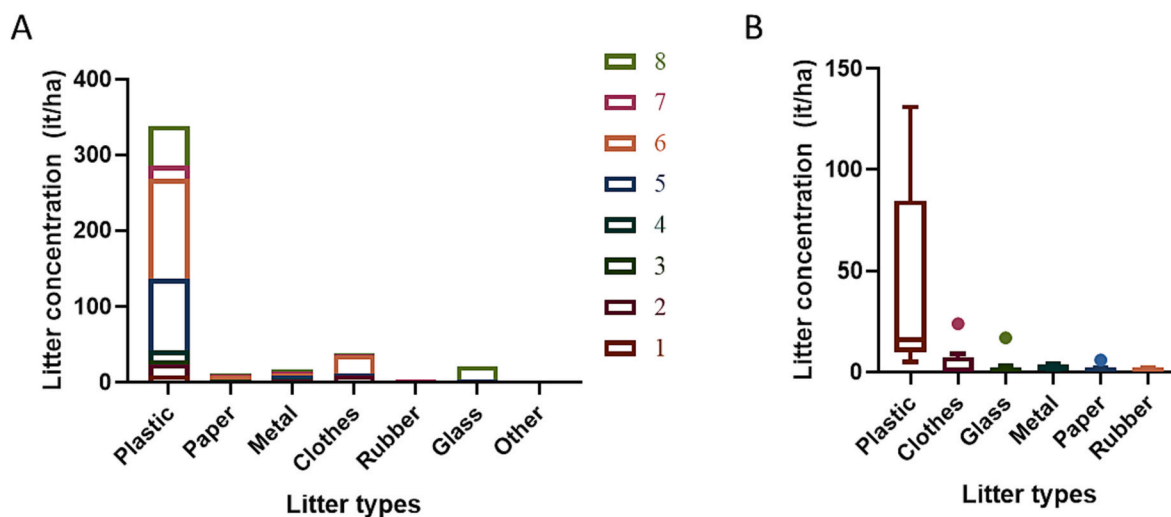 A
Litter concentration (it/ha)
400
300
200
100
0
Plastic
Paper
Metal
Clothes
Rubber
Glass
Other
Litter types
8
7
6
5
4
3
2
1
B
Litter concentration (it/ha)
150
100
50
0
Plastic
Clothes
Glass
Metal
Paper
Rubber
Litter types